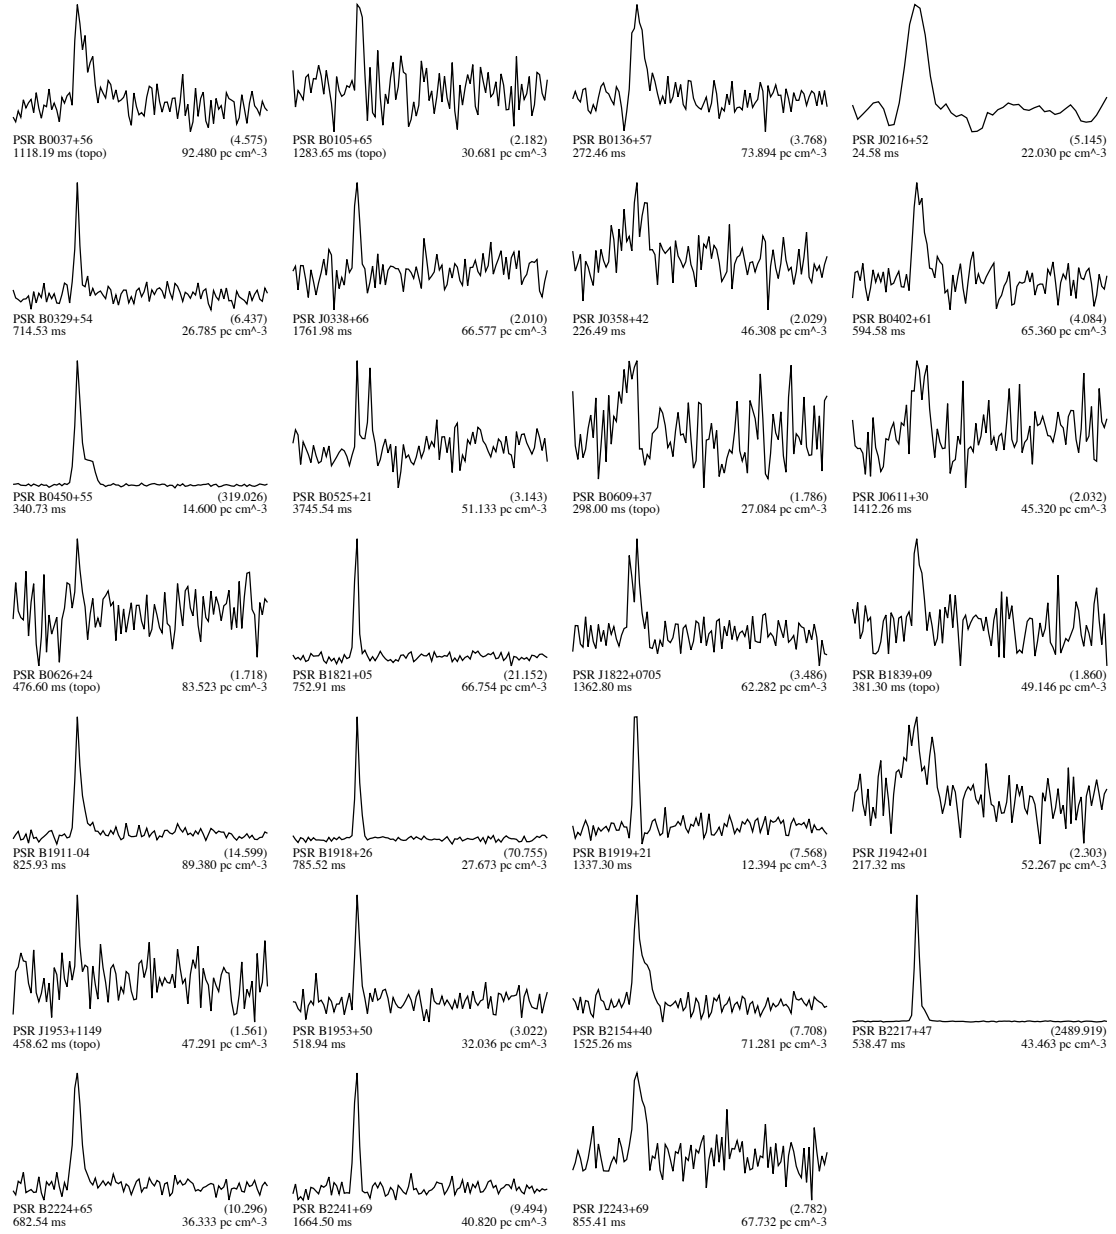 PSR B0037+56 (4.575)
1118.19 ms (topo) 92.480 pc cm^-3
PSR B0105+65 (2.182)
1283.65 ms (topo) 30.681 pc cm^-3
PSR B0136+57 (3.768)
272.46 ms 73.894 pc cm^-3
PSR J0216+52 (5.145)
24.58 ms 22.030 pc cm^-3
PSR B0329+54 (6.437)
714.53 ms 26.785 pc cm^-3
PSR J0338+66 (2.010)
1761.98 ms 66.577 pc cm^-3
PSR J0358+42 (2.029)
226.49 ms 46.308 pc cm^-3
PSR B0402+61 (4.084)
594.58 ms 65.360 pc cm^-3
PSR B0450+55 (319.026)
340.73 ms 14.600 pc cm^-3
PSR B0525+21 (3.143)
3745.54 ms 51.133 pc cm^-3
PSR B0609+37 (1.786)
298.00 ms (topo) 27.084 pc cm^-3
PSR J0611+30 (2.032)
1412.26 ms 45.320 pc cm^-3
PSR B0626+24 (1.718)
476.60 ms (topo) 83.523 pc cm^-3
PSR B1821+05 (21.152)
752.91 ms 66.754 pc cm^-3
PSR J1822+0705 (3.486)
1362.80 ms 62.282 pc cm^-3
PSR B1839+09 (1.860)
381.30 ms (topo) 49.146 pc cm^-3
PSR B1911-04 (14.599)
825.93 ms 89.380 pc cm^-3
PSR B1918+26 (70.755)
785.52 ms 27.673 pc cm^-3
PSR B1919+21 (7.568)
1337.30 ms 12.394 pc cm^-3
PSR J1942+01 (2.303)
217.32 ms 52.267 pc cm^-3
PSR J1953+1149 (1.561)
458.62 ms (topo) 47.291 pc cm^-3
PSR B1953+50 (3.022)
518.94 ms 32.036 pc cm^-3
PSR B2154+40 (7.708)
1525.26 ms 71.281 pc cm^-3
PSR B2217+47 (2489.919)
538.47 ms 43.463 pc cm^-3
PSR B2224+65 (10.296)
682.54 ms 36.333 pc cm^-3
PSR B2241+69 (9.494)
1664.50 ms 40.820 pc cm^-3
PSR J2243+69 (2.782)
855.41 ms 67.732 pc cm^-3